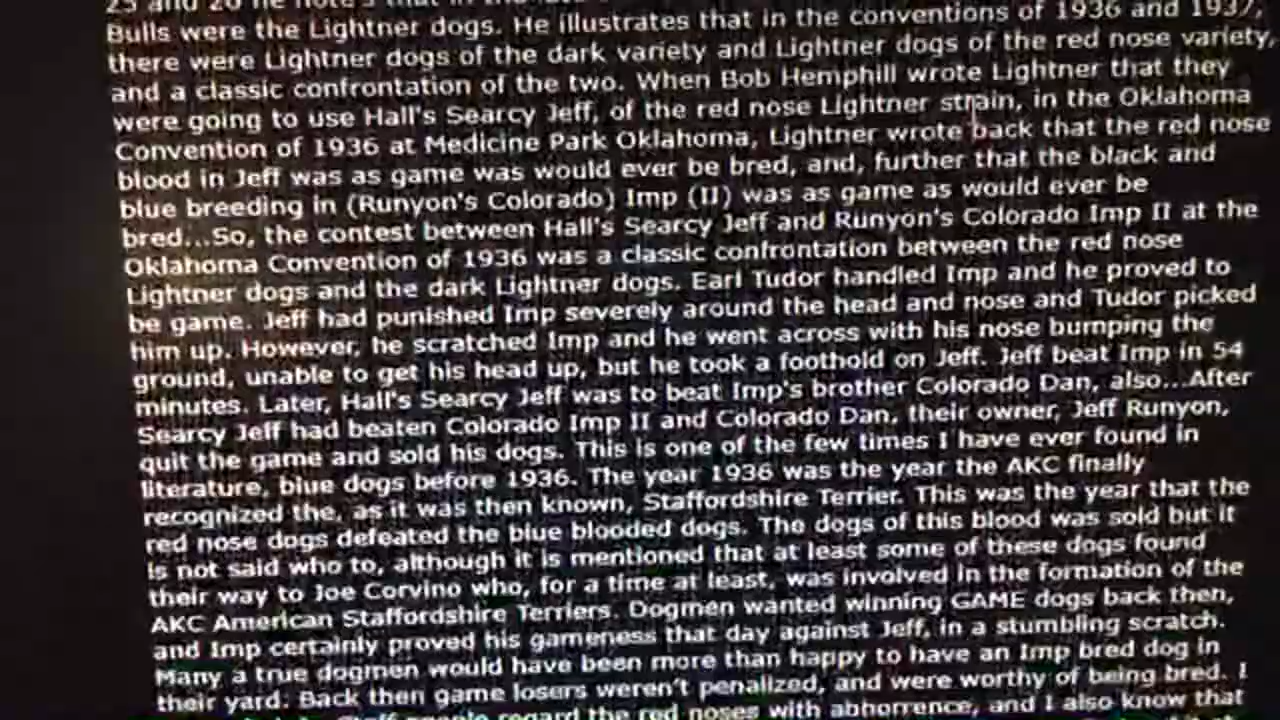 Bulls were the Lightner dogs. He illustrates that in the conventions of 1936 and 1937,
there were Lightner dogs of the dark variety and Lightner dogs of the red nose variety,
and a classic confrontation of the two. When Bob Hemphill wrote Lightner that they
were going to use Hall's Searcy Jeff, of the red nose Lightner strain, in the Oklahoma
Convention of 1936 at Medicine Park Oklahoma, Lightner wrote back that the red nose
blood in Jeff was as game was would ever be bred, and, further that the black and
blue breeding in (Runyon's Colorado) Imp (II) was as game as would ever be
bred...So, the contest between Hall's Searcy Jeff and Runyon's Colorado Imp II at the
Oklahoma Convention of 1936 was a classic confrontation between the red nose
Lightner dogs and the dark Lightner dogs. Earl Tudor handled Imp and he proved to
be game. Jeff had punished Imp severely around the head and nose and Tudor picked
him up. However, he scratched Imp and he went across with his nose bumping the
ground, unable to get his head up, but he took a foothold on Jeff. Jeff beat Imp in 54
minutes. Later, Hall's Searcy Jeff was to beat Imp's brother Colorado Dan, also...After
Searcy Jeff had beaten Colorado Imp II and Colorado Dan, their owner, Jeff Runyon,
quit the game and sold his dogs. This is one of the few times I have ever found in
literature, blue dogs before 1936. The year 1936 was the year the AKC finally
recognized the, as it was then known, Staffordshire Terrier. This was the year that the
red nose dogs defeated the blue blooded dogs. The dogs of this blood was sold but it
is not said who to, although it is mentioned that at least some of these dogs found
their way to Joe Corvino who, for a time at least, was involved in the formation of the
AKC American Staffordshire Terriers. Dogmen wanted winning GAME dogs back then,
and Imp certainly proved his gameness that day against Jeff, in a stumbling scratch.
Many a true dogmen would have been more than happy to have an Imp bred dog in
their yard. Back then game losers weren't penalized, and were worthy of being bred. I
people regard the red noses with abhorrence, and I also know that